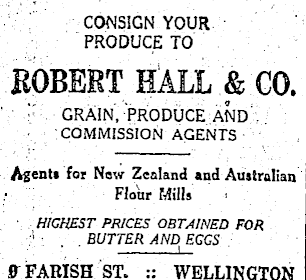 CONSIGN YOUR
PRODUCE TO
ROBERT HALL & CO.
GRAIN, PRODUCE AND
COMMISSION AGENTS
Agents for New Zealand and Australian
Flour Mills
HIGHEST PRICES OBTAINED FOR
BUTTER AND EGGS
9 FARISH ST. :: WELLINGTON